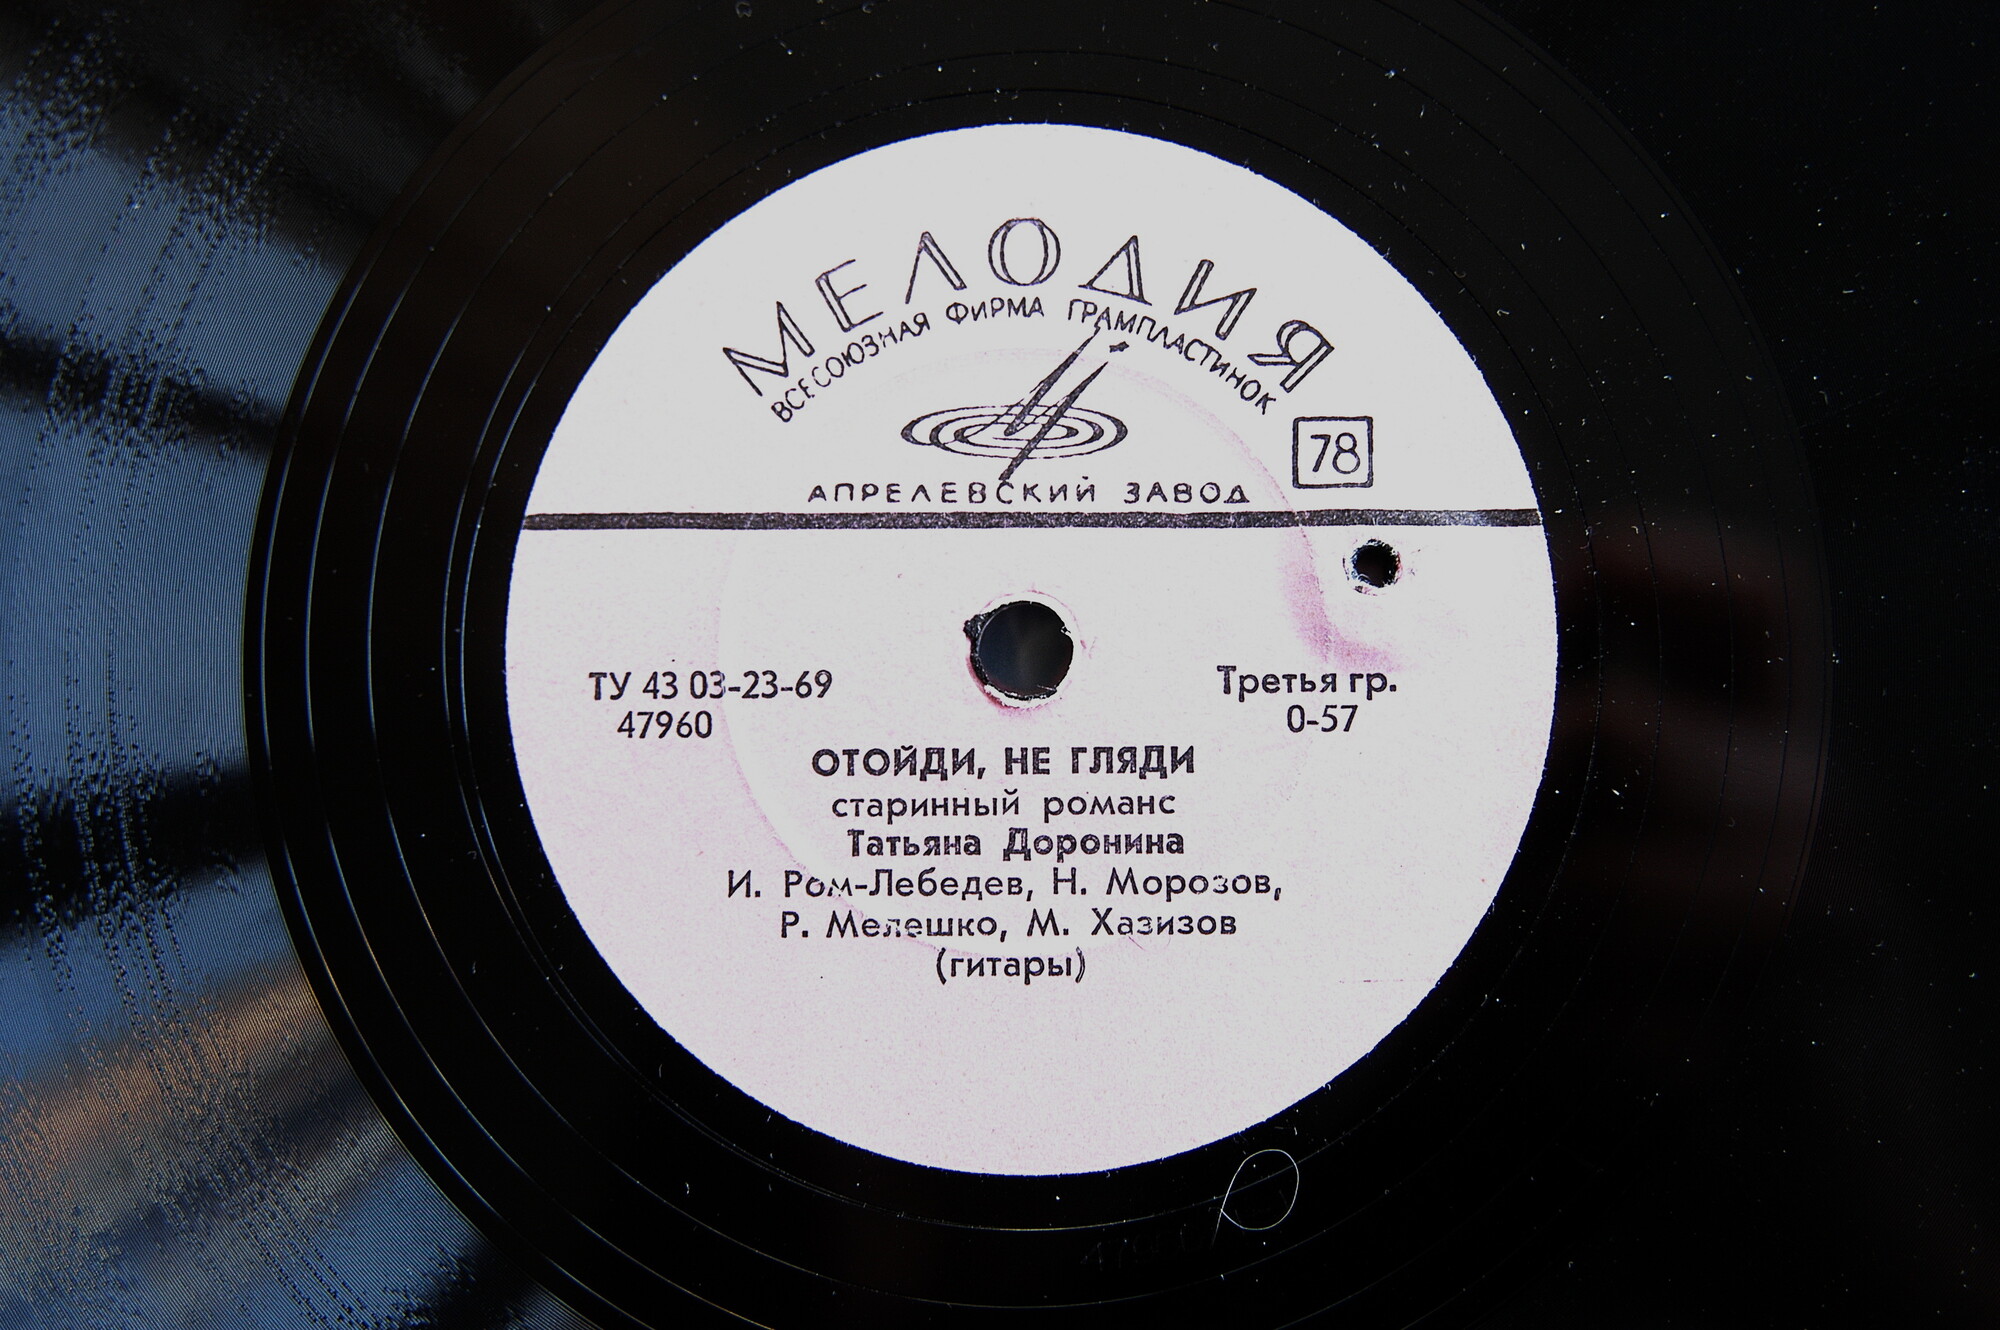 МЕЛОДИЯ
ВСЕСОЮЗНАЯ ФИРМА ГРАМПЛАСТИНОК
78
АПРЕЛЕВСКИЙ ЗАВОД
ТУ 43 03-23-69
47960
Третья гр.
0-57
ОТОЙДИ, НЕ ГЛЯДИ
старинный романс
Татьяна Доронина
И. Ром-Лебедев, Н. Морозов,
Р. Мелешко, М. Хазизов
(гитары)